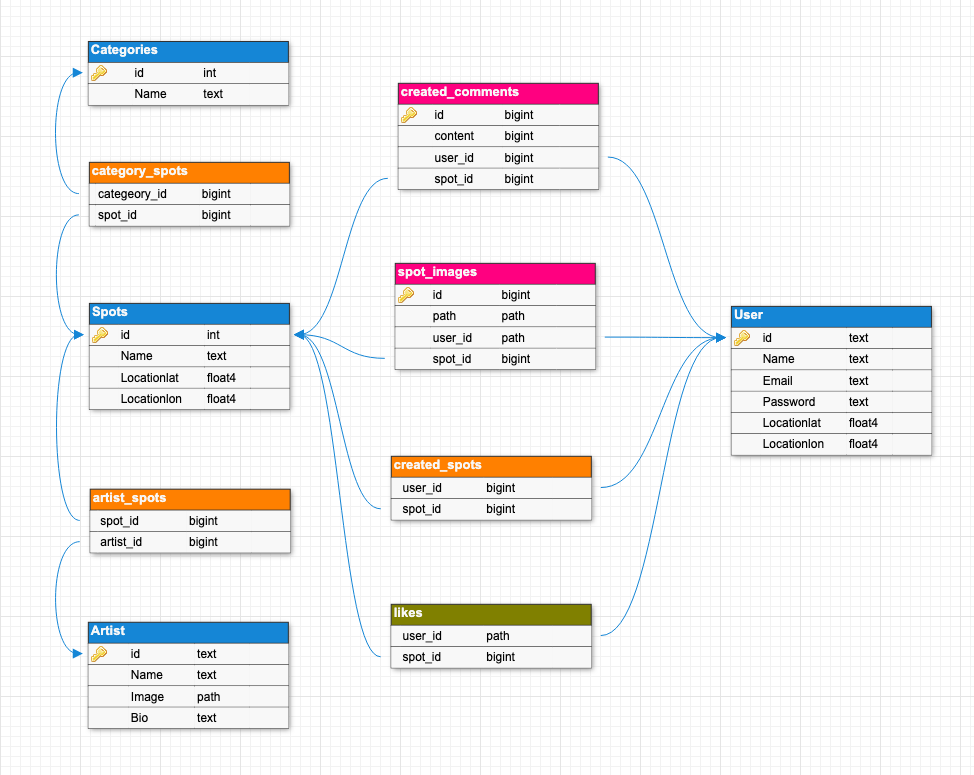 Categories
id int
Name text
category_spots
categeory_id bigint
spot_id bigint
Spots
id int
Name text
Locationlat float4
Locationlon float4
artist_spots
spot_id bigint
artist_id bigint
Artist
id text
Name text
Image path
Bio text
created_comments
id bigint
content bigint
user_id bigint
spot_id bigint
spot_images
id bigint
path path
user_id path
spot_id bigint
created_spots
user_id bigint
spot_id bigint
likes
user_id path
spot_id bigint
User
id text
Name text
Email text
Password text
Locationlat float4
Locationlon float4